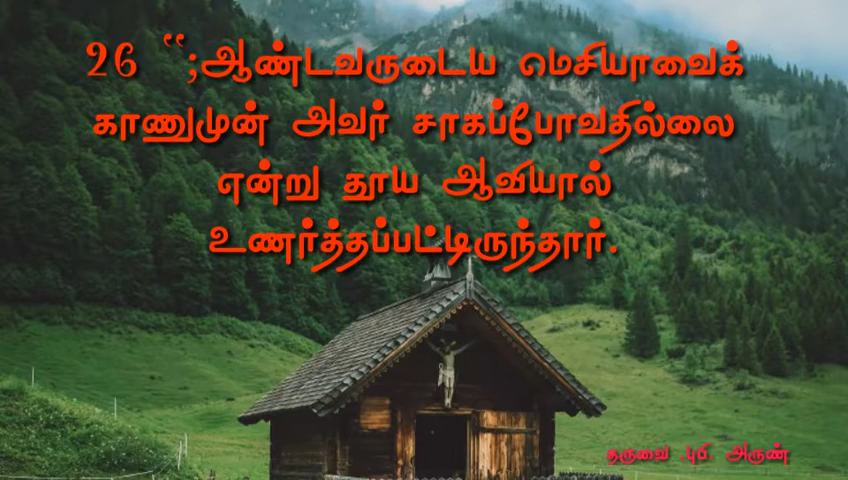 26 “;ஆண்டவருடைய மெசியாவைக்
காணுமுன் அவர் சாகப்போவதில்லை
என்று தூய ஆவியால்
உணர்த்தப்பட்டிருந்தார்.
தருவை .பුரி. அருண்